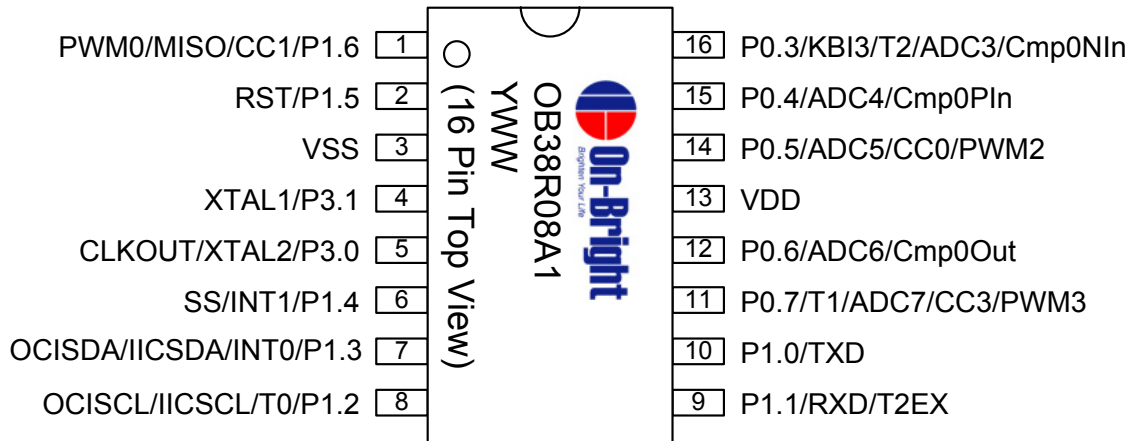 PWM0/MISO/CC1/P1.6 1
RST/P1.5 2
VSS 3
XTAL1/P3.1 4
CLKOUT/XTAL2/P3.0 5
SS/INT1/P1.4 6
OCISDA/IICSDA/INT0/P1.3 7
OCISCL/IICSCL/T0/P1.2 8
(16 Pin Top View)
YWW
OB38R08A1
On-Bright
Brighten Your Life
16 P0.3/KBI3/T2/ADC3/Cmp0NIn
15 P0.4/ADC4/Cmp0PIn
14 P0.5/ADC5/CC0/PWM2
13 VDD
12 P0.6/ADC6/Cmp0Out
11 P0.7/T1/ADC7/CC3/PWM3
10 P1.0/TXD
9 P1.1/RXD/T2EX